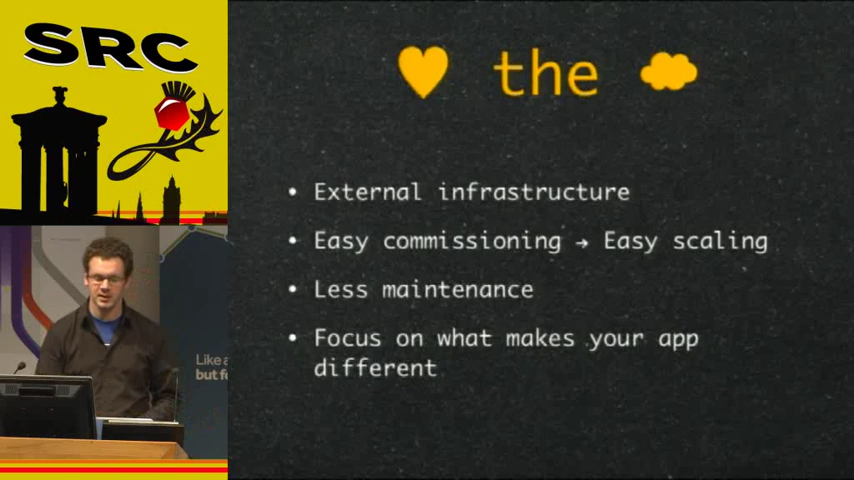 SRC
♥ the ☁
• External infrastructure
• Easy commissioning → Easy scaling
• Less maintenance
• Focus on what makes your app
different
Like a
but fo